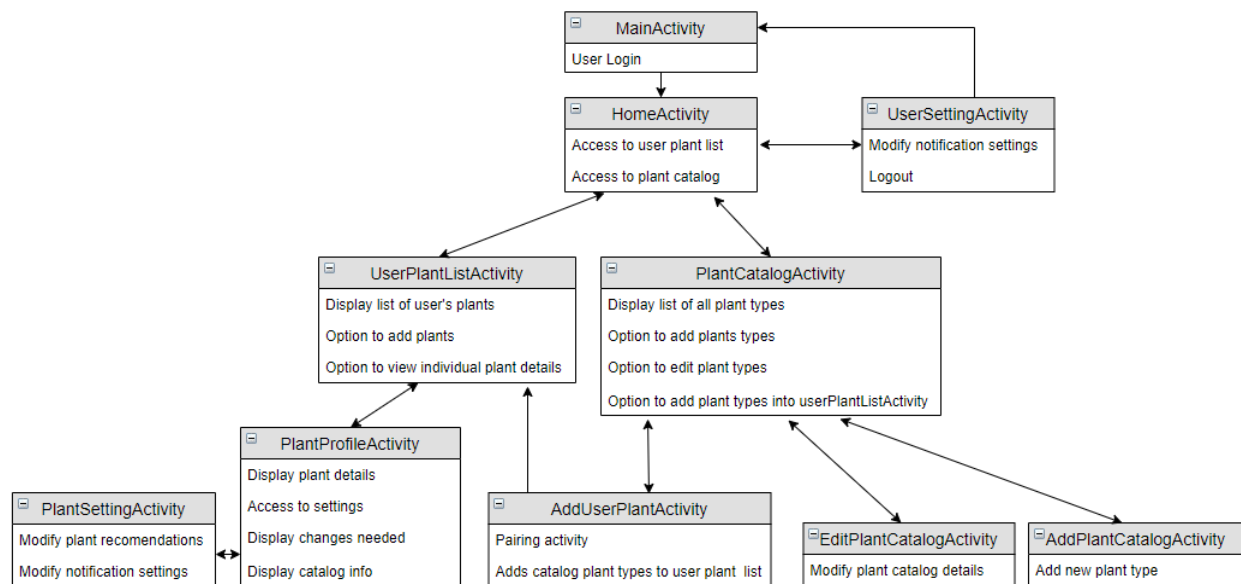 MainActivity
User Login
HomeActivity
Access to user plant list
Access to plant catalog
UserSettingActivity
Modify notification settings
Logout
UserPlantListActivity
Display list of user's plants
Option to add plants
Option to view individual plant details
PlantCatalogActivity
Display list of all plant types
Option to add plants types
Option to edit plant types
Option to add plant types into userPlantListActivity
PlantProfileActivity
Display plant details
Access to settings
Display changes needed
Display catalog info
PlantSettingActivity
Modify plant recomendations
Modify notification settings
AddUserPlantActivity
Pairing activity
Adds catalog plant types to user plant list
EditPlantCatalogActivity
Modify plant catalog details
AddPlantCatalogActivity
Add new plant type